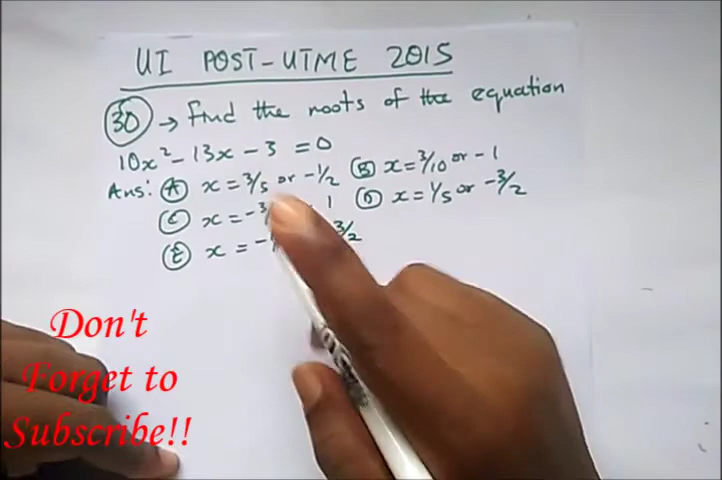 UI POST-UTME 2015
30 → Find the roots of the equation
10x² - 13x - 3 = 0
Ans: A x = 3/5 or -1/2 B x = 3/10 or -1
C x = -3/ 1 D x = 1/5 or -3/2
E x = - 3/2
Don't
Forget to
Subscribe!!